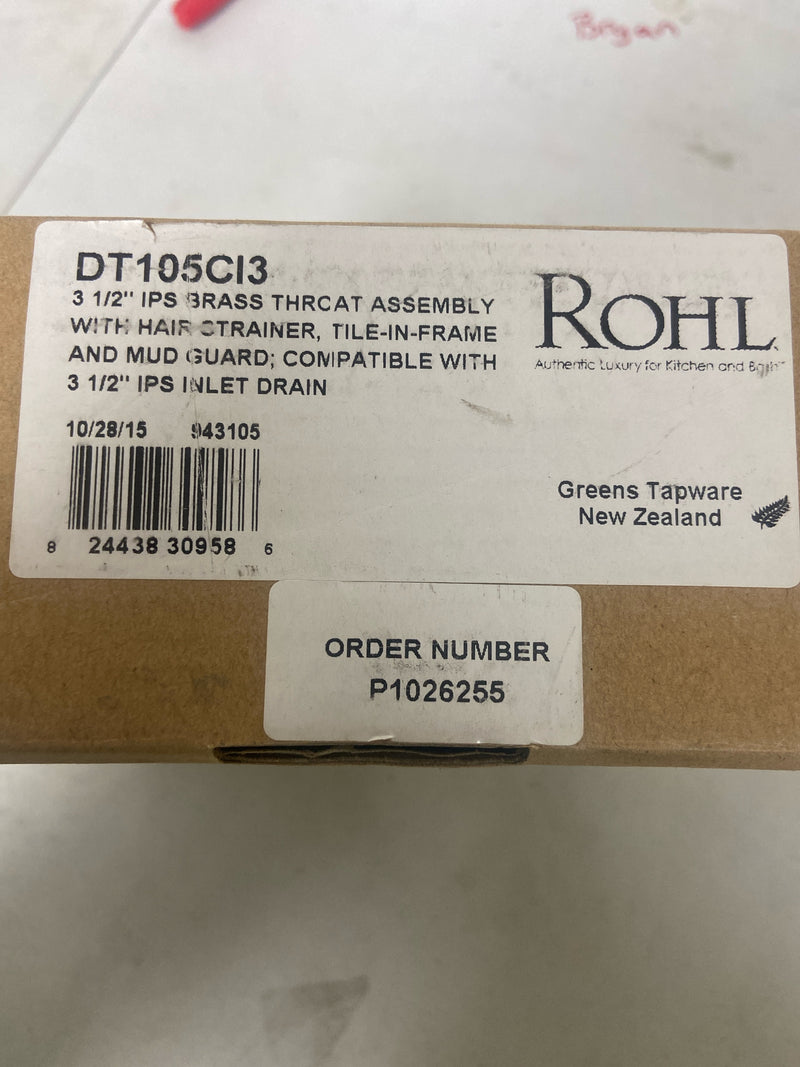 Bryan
DT105CI3
3 1/2" IPS BRASS THROAT ASSEMBLY
WITH HAIR STRAINER, TILE-IN-FRAME
AND MUD GUARD; COMPATIBLE WITH
3 1/2" IPS INLET DRAIN
10/28/15 943105
8 24438 30958 6
ROHL
Authentic Luxury for Kitchen and Bath
Greens Tapware
New Zealand
ORDER NUMBER
P1026255